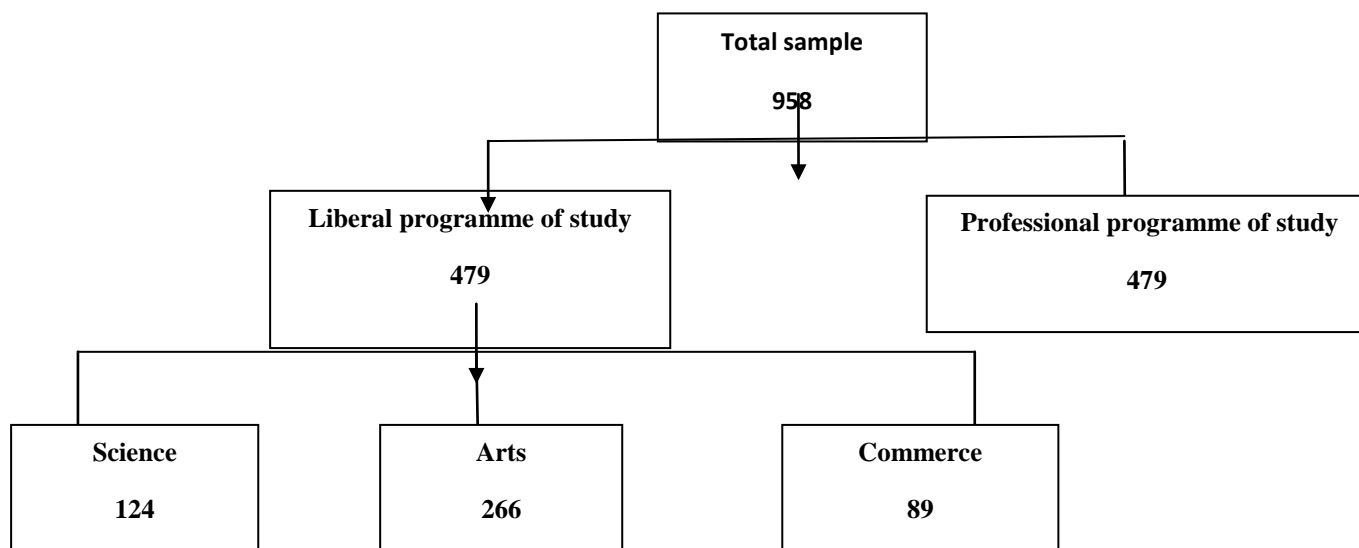 Total sample
958
Liberal programme of study
479
Professional programme of study
479
Science
124
Arts
266
Commerce
89